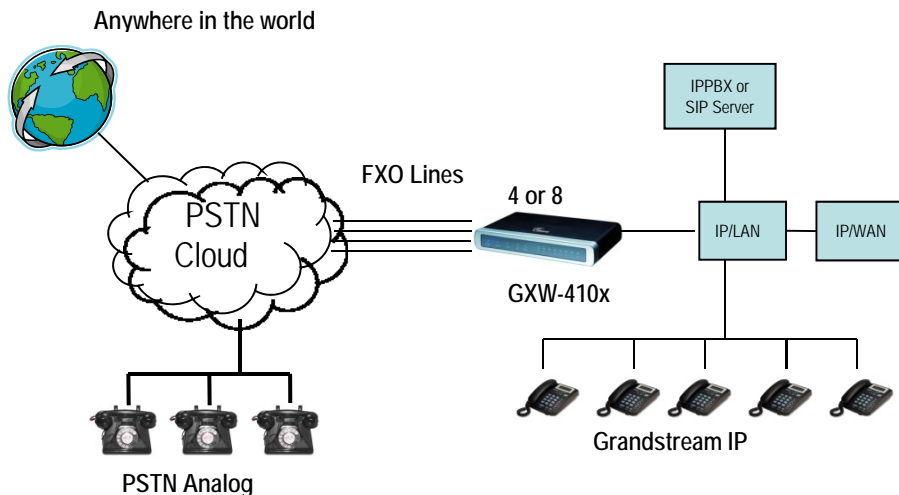 Anywhere in the world
IPPBX or
SIP Server
FXO Lines
4 or 8
PSTN
Cloud
IP/LAN
IP/WAN
GXW-410x
Grandstream IP
PSTN Analog